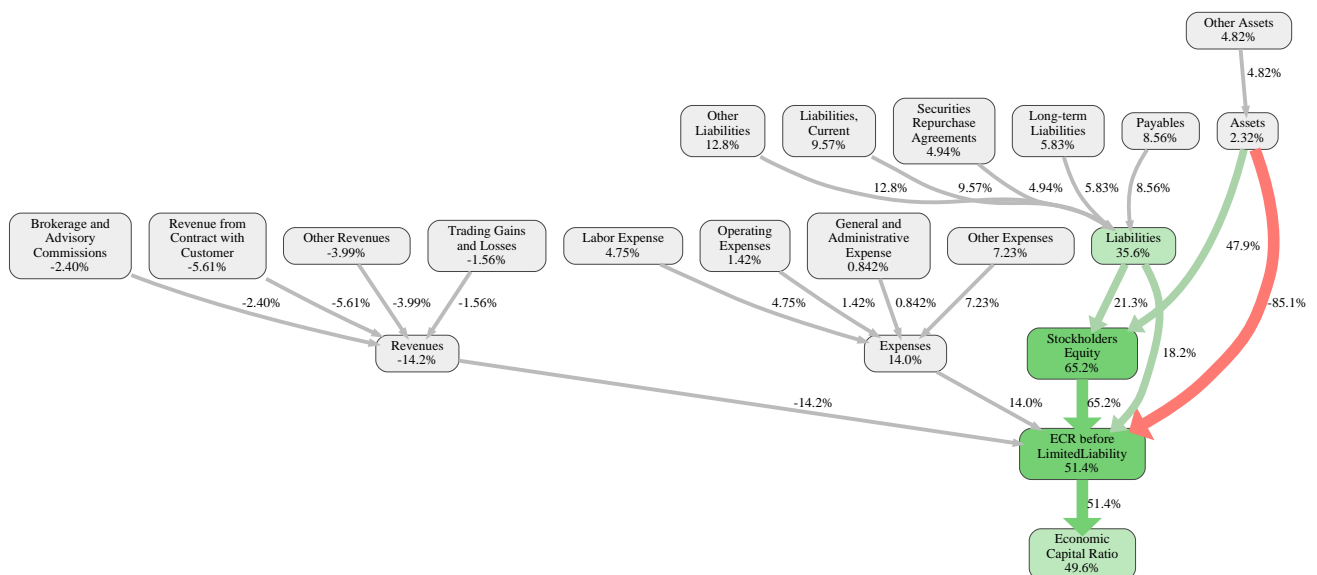 Other Assets
4.82%
4.82%
Other
Liabilities
12.8%
Liabilities,
Current
9.57%
Securities
Repurchase
Agreements
4.94%
Long-term
Liabilities
5.83%
Payables
8.56%
Assets
2.32%
12.8%
9.57%
4.94%
5.83%
8.56%
Brokerage and
Advisory
Commissions
-2.40%
Revenue from
Contract with
Customer
-5.61%
Other Revenues
-3.99%
Trading Gains
and Losses
-1.56%
Labor Expense
4.75%
Operating
Expenses
1.42%
General and
Administrative
Expense
0.842%
Other Expenses
7.23%
Liabilities
35.6%
47.9%
-2.40%
-5.61%
-3.99%
-1.56%
4.75%
1.42%
0.842%
7.23%
21.3%
-85.1%
Revenues
-14.2%
Expenses
14.0%
Stockholders
Equity
65.2%
18.2%
-14.2%
14.0%
65.2%
ECR before
LimitedLiability
51.4%
51.4%
Economic
Capital Ratio
49.6%